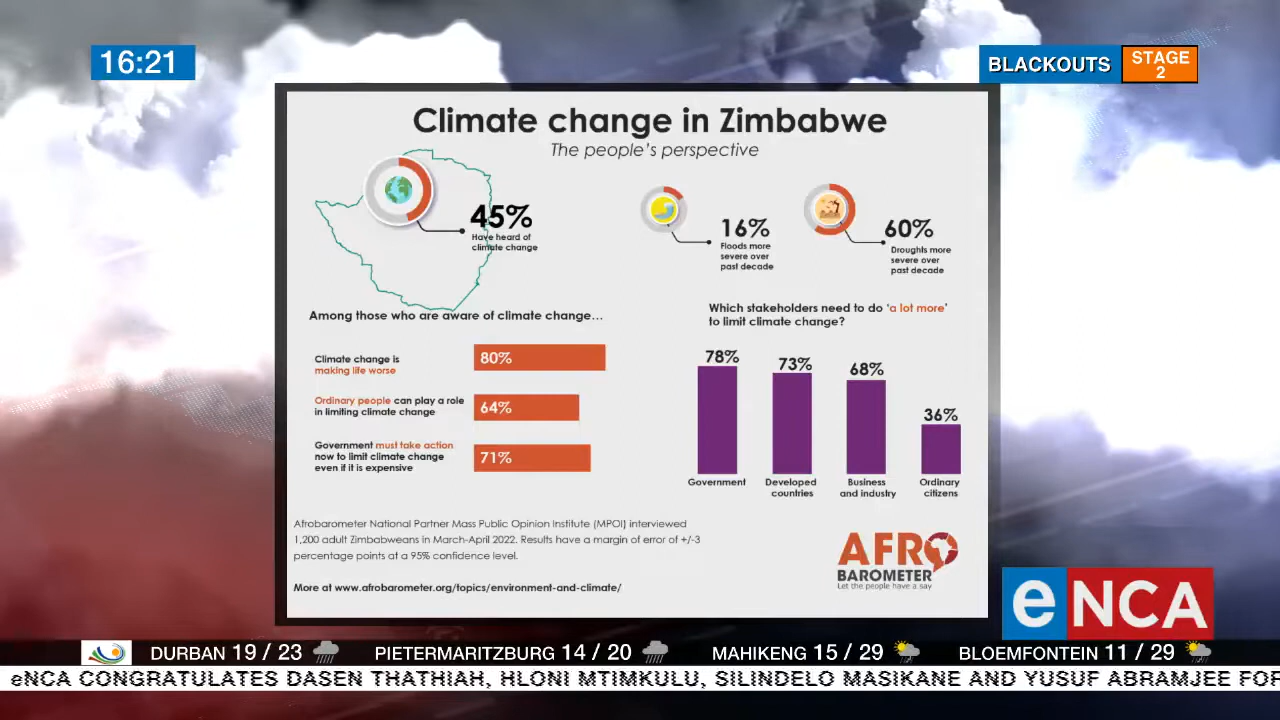 16:21
BLACKOUTS
STAGE
2
Climate change in Zimbabwe
The people's perspective
45%
Have heard of
climate change
16%
Floods more
severe over
past decade
60%
Droughts more
severe over
past decade
Among those who are aware of climate change...
Climate change is
making life worse
80%
Ordinary people can play a role
in limiting climate change
64%
Government must take action
now to limit climate change
even if it is expensive
71%
Which stakeholders need to do 'a lot more'
to limit climate change?
78%
73%
68%
36%
Government
Developed
countries
Business
and industry
Ordinary
citizens
Afrobarometer National Partner Mass Public Opinion Institute (MPOI) interviewed
1,200 adult Zimbabweans in March-April 2022. Results have a margin of error of +/-3
percentage points at a 95% confidence level.
More at www.afrobarometer.org/topics/environment-and-climate/
AFRO
BAROMETER
Let the people have a say
eNCA
DURBAN 19 / 23 PIETERMARITZBURG 14 / 20 MAHIKENG 15 / 29 BLOEMFONTEIN 11 / 29
eNCA CONGRATULATES DASEN THATHIAH, HLONI MTIMKULU, SILINDELO MASIKANE AND YUSUF ABRAMJEE FOR